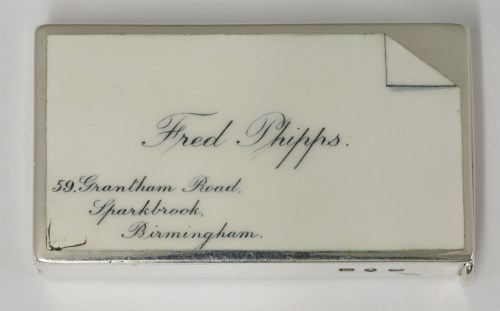 Fred Phipps.
59. Grantham Road,
Sparkbrook,
Birmingham.